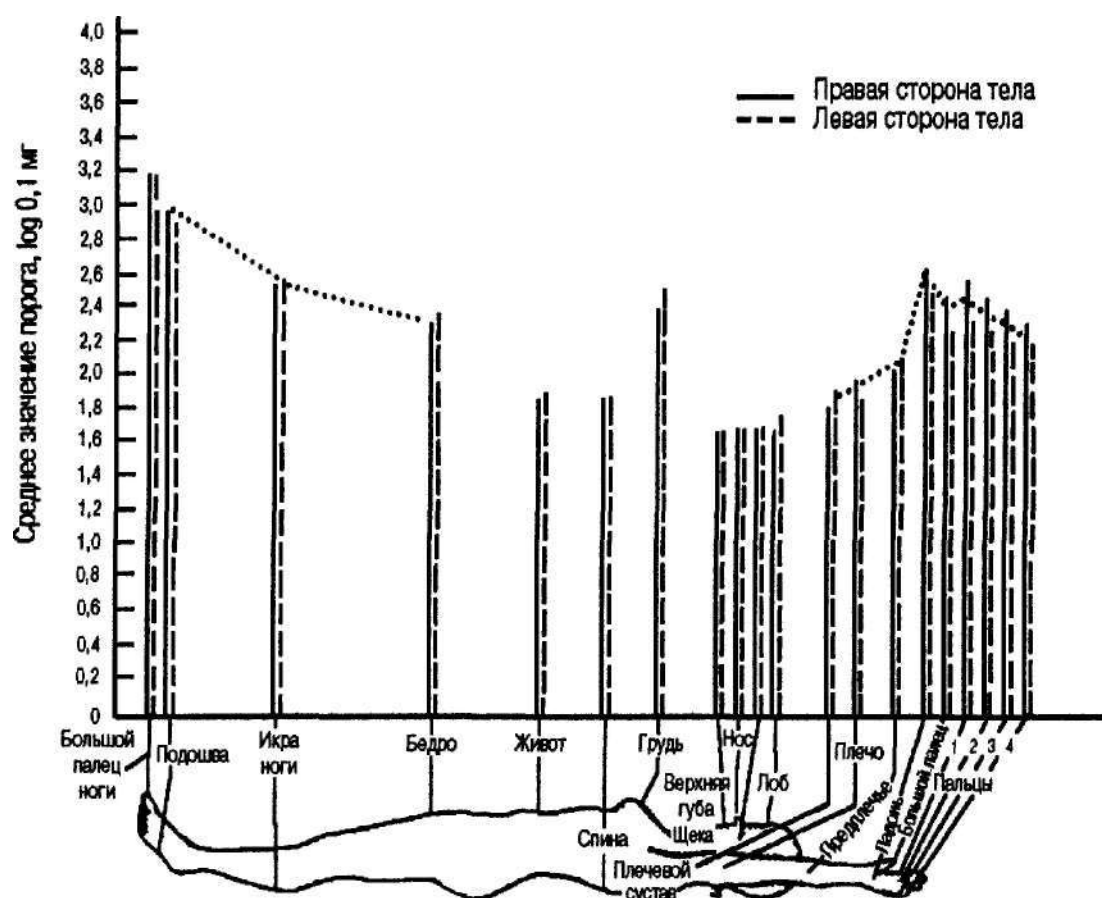 4,0
3,8
3,6
3,4
3,2
3,0
2,8
2,6
2,4
2,2
2,0
1,8
1,6
1,4
1,2
1,0
0,8
0,6
0,4
0,2
0
Среднее значение порога, log 0,1 мг
Правая сторона тела
Левая сторона тела
Большой
палец
ноги
Подошва
Икра
ноги
Бедро
Живот
Спина
Грудь
Верхняя
губа
Щека
Нос
Лоб
Плечевой
сустав
Плечо
Предплечье
Ладонь
Большой палец
1
2
3
4
Пальцы